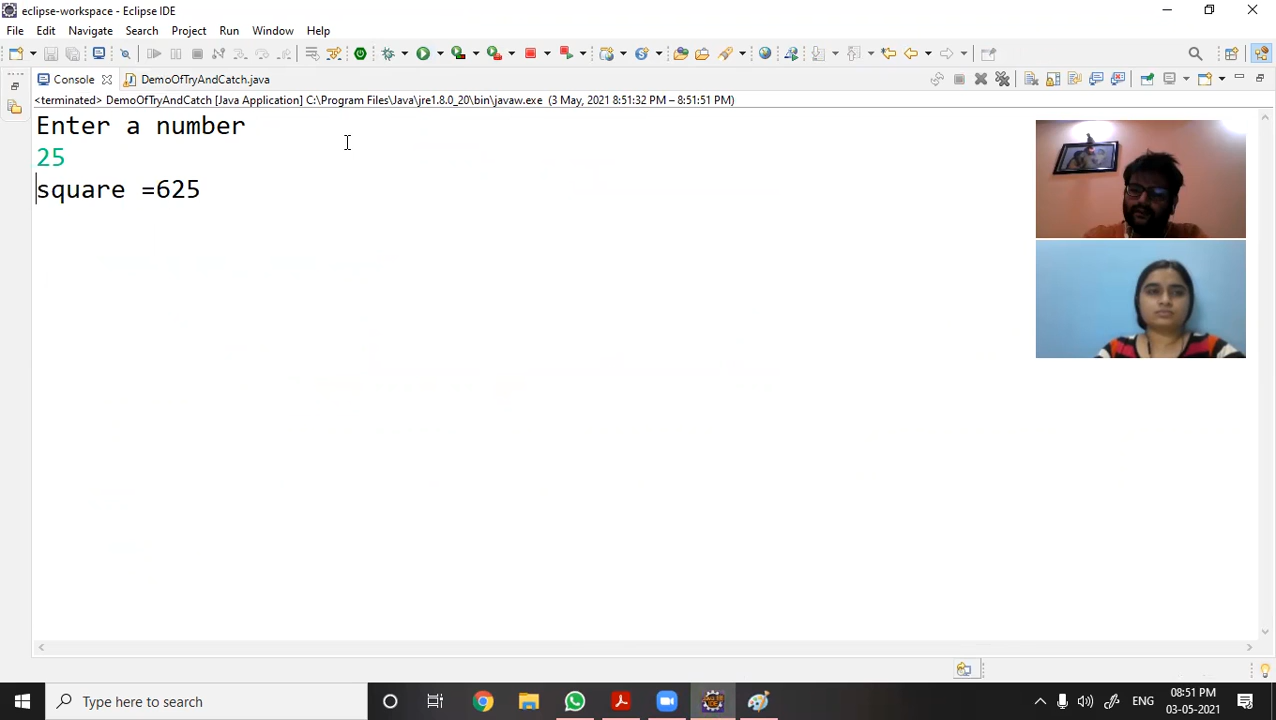 eclipse-workspace - Eclipse IDE
File Edit Navigate Search Project Run Window Help
Console DemoOfTryAndCatch.java
<terminated> DemoOfTryAndCatch [Java Application] C:\Program Files\Java\jre1.8.0_20\bin\javaw.exe (3 May, 2021 8:51:32 PM – 8:51:51 PM)
Enter a number
25
square =625
Type here to search
ENG
08:51 PM
03-05-2021